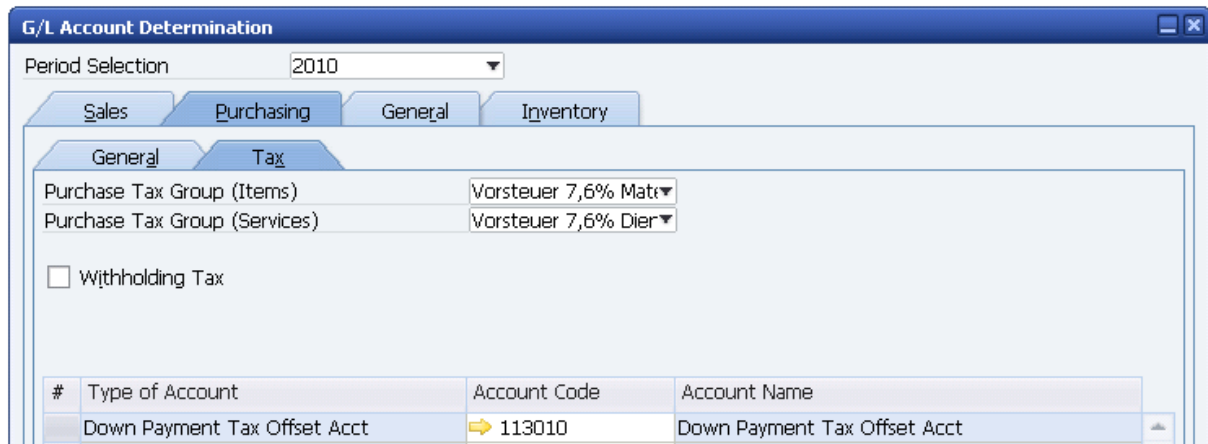 G/L Account Determination
Period Selection 2010
Sales Purchasing General Inventory
General Tax
Purchase Tax Group (Items) Vorsteuer 7,6% Mate
Purchase Tax Group (Services) Vorsteuer 7,6% Dien
Withholding Tax
# Type of Account Account Code Account Name
Down Payment Tax Offset Acct 113010 Down Payment Tax Offset Acct